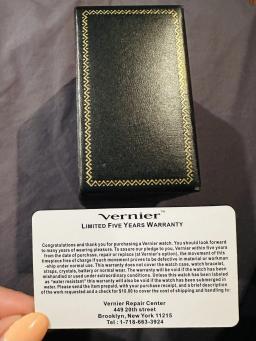 Vernier™
LIMITED FIVE YEARS WARRANTY
Congratulations and thank you for purchasing a Vernier watch. You should look forward
to many years of wearing pleasure. To assure our pledge to you, Vernier within five years
from the date of purchase, repair or replace (at Vernier's option), the movement of this
timepiece free of charge if such movement proves to be defective in material or workman
-ship under normal use. This warranty does not cover the watch case, watch bracelet,
straps, crystals, battery or normal wear. The warranty will be void if the watch has been
mishandled or used under extraordinary conditions. Unless this watch has been labeled
as "water resistant" this warranty will also be void if the watch has been submerged in
water. Please send the item prepaid, with your purchase receipt, and a brief description
of the work requested and a check for $10.00 to cover the cost of shipping and handling to:
Vernier Repair Center
449 20th street
Brooklyn, New York 11215
Tel : 1-718-663-3924